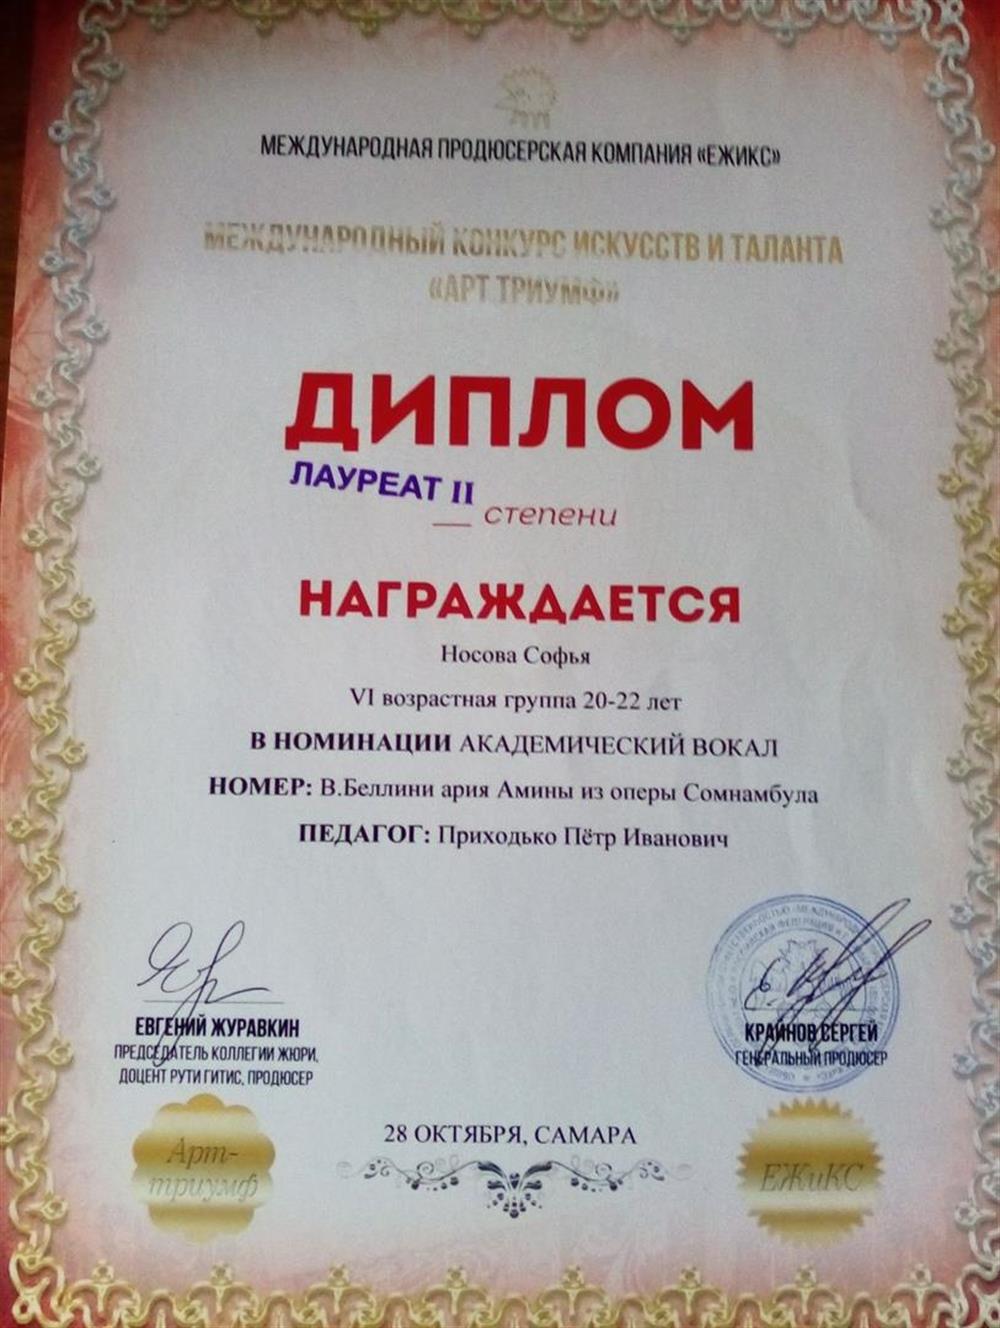 МЕЖДУНАРОДНАЯ ПРОДЮСЕРСКАЯ КОМПАНИЯ «ЕЖИКС»
МЕЖДУНАРОДНЫЙ КОНКУРС ИСКУССТВ И ТАЛАНТА
«АРТ ТРИУМФ»
ДИПЛОМ
ЛАУРЕАТ II
__ степени
НАГРАЖДАЕТСЯ
Носова Софья
VI возрастная группа 20-22 лет
В НОМИНАЦИИ АКАДЕМИЧЕСКИЙ ВОКАЛ
НОМЕР: В.Беллини ария Амины из оперы Сомнамбула
ПЕДАГОГ: Приходько Пётр Иванович
ЕВГЕНИЙ ЖУРАВКИН
ПРЕДСЕДАТЕЛЬ КОЛЛЕГИИ ЖЮРИ,
ДОЦЕНТ РУТИ ГИТИС, ПРОДЮСЕР
КРАЙНОВ СЕРГЕЙ
ГЕНЕРАЛЬНЫЙ ПРОДЮСЕР
28 ОКТЯБРЯ, САМАРА
Арт-
триумф
ЕЖиКС